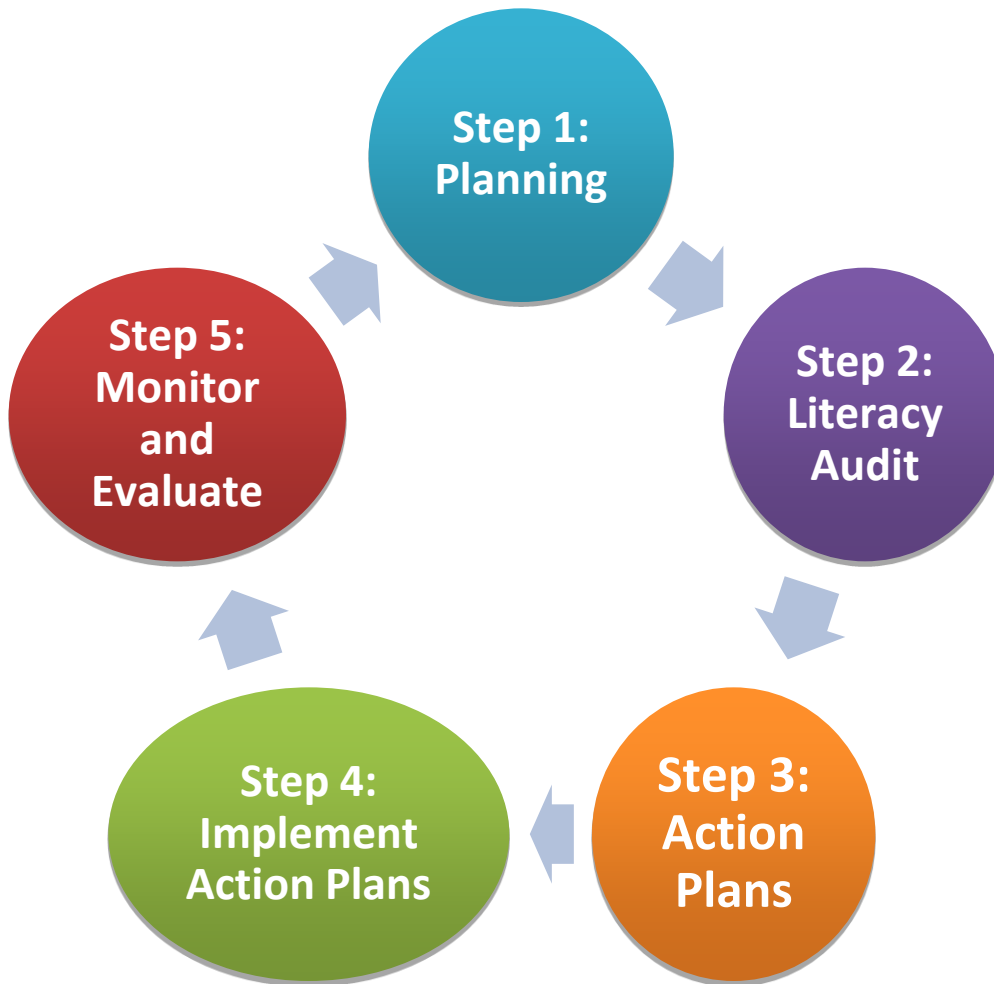 Step 1:
Planning
Step 2:
Literacy
Audit
Step 3:
Action
Plans
Step 4:
Implement
Action Plans
Step 5:
Monitor
and
Evaluate